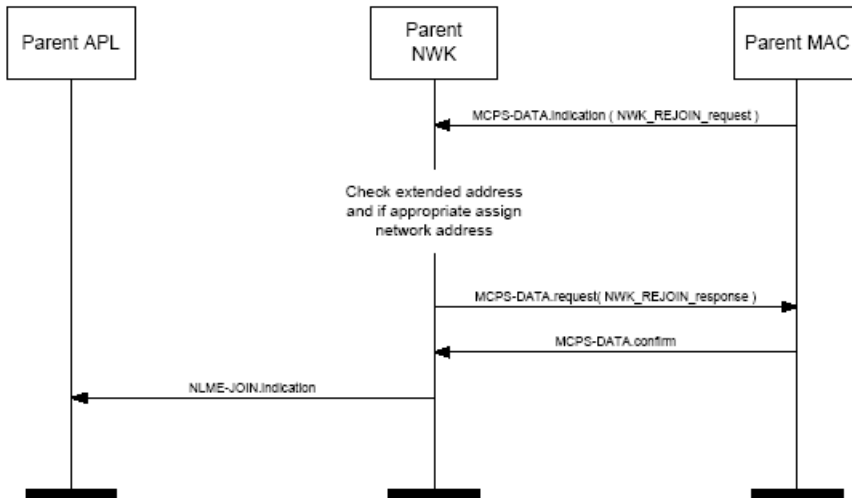 Parent APL
Parent
NWK
Parent MAC
MCPS-DATA.indication ( NWK_REJOIN_request )
Check extended address
and if appropriate assign
network address
MCPS-DATA.request( NWK_REJOIN_response )
MCPS-DATA.confirm
NLME-JOIN.indication